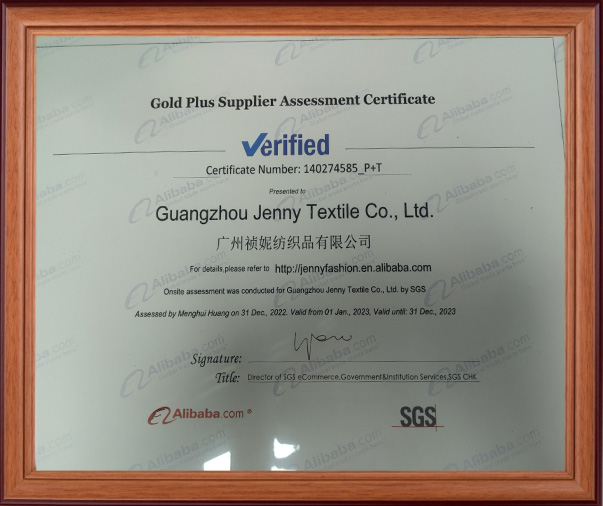 Gold Plus Supplier Assessment Certificate
Verified
Certificate Number: 140274585_P+T
Presented to
Guangzhou Jenny Textile Co., Ltd.
广州祯妮纺织品有限公司
For details,please refer to http://jennyfashion.en.alibaba.com
Onsite assessment was conducted for Guangzhou Jenny Textile Co., Ltd. by SGS
Assessed by Menghui Huang on 31 Dec., 2022. Valid from 01 Jan., 2023, Valid until: 31 Dec., 2023
Signature:
Title: Director of SGS eCommerce,Government&Institution Services,SGS CHK
Alibaba.com®
SGS